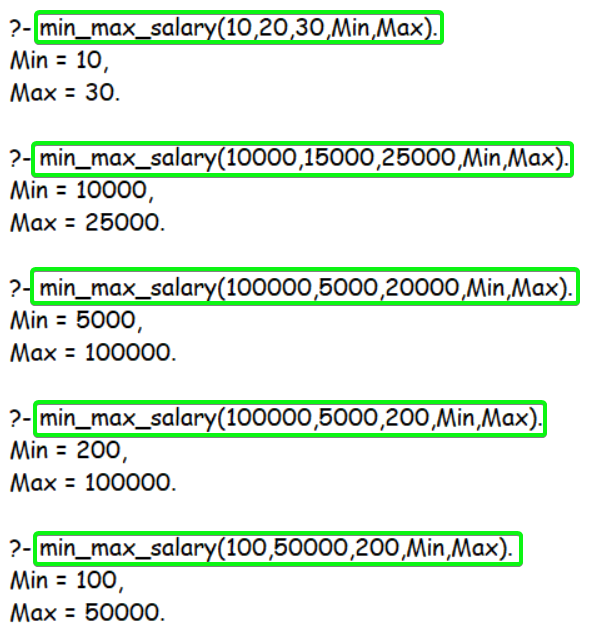 ?- min_max_salary(10,20,30,Min,Max).
Min = 10,
Max = 30.
?- min_max_salary(10000,15000,25000,Min,Max).
Min = 10000,
Max = 25000.
?- min_max_salary(100000,5000,20000,Min,Max).
Min = 5000,
Max = 100000.
?- min_max_salary(100000,5000,200,Min,Max).
Min = 200,
Max = 100000.
?- min_max_salary(100,50000,200,Min,Max).
Min = 100,
Max = 50000.